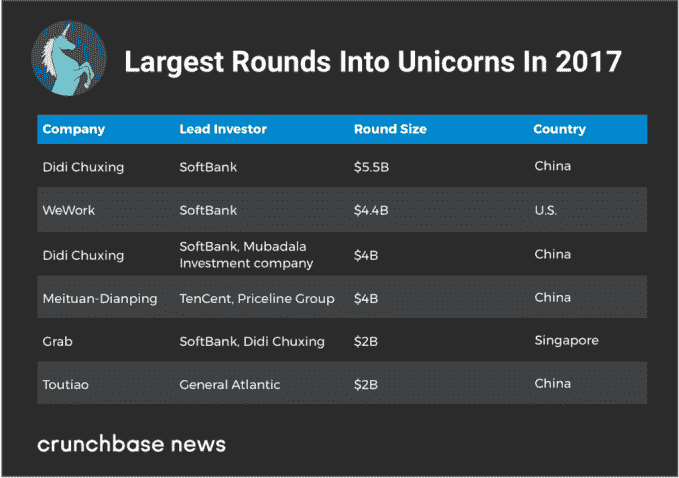 Largest Rounds Into Unicorns In 2017
Company Lead Investor Round Size Country
Didi Chuxing SoftBank $5.5B China
WeWork SoftBank $4.4B U.S.
Didi Chuxing SoftBank, Mubadala Investment company $4B China
Meituan-Dianping TenCent, Priceline Group $4B China
Grab SoftBank, Didi Chuxing $2B Singapore
Toutiao General Atlantic $2B China
crunchbase news